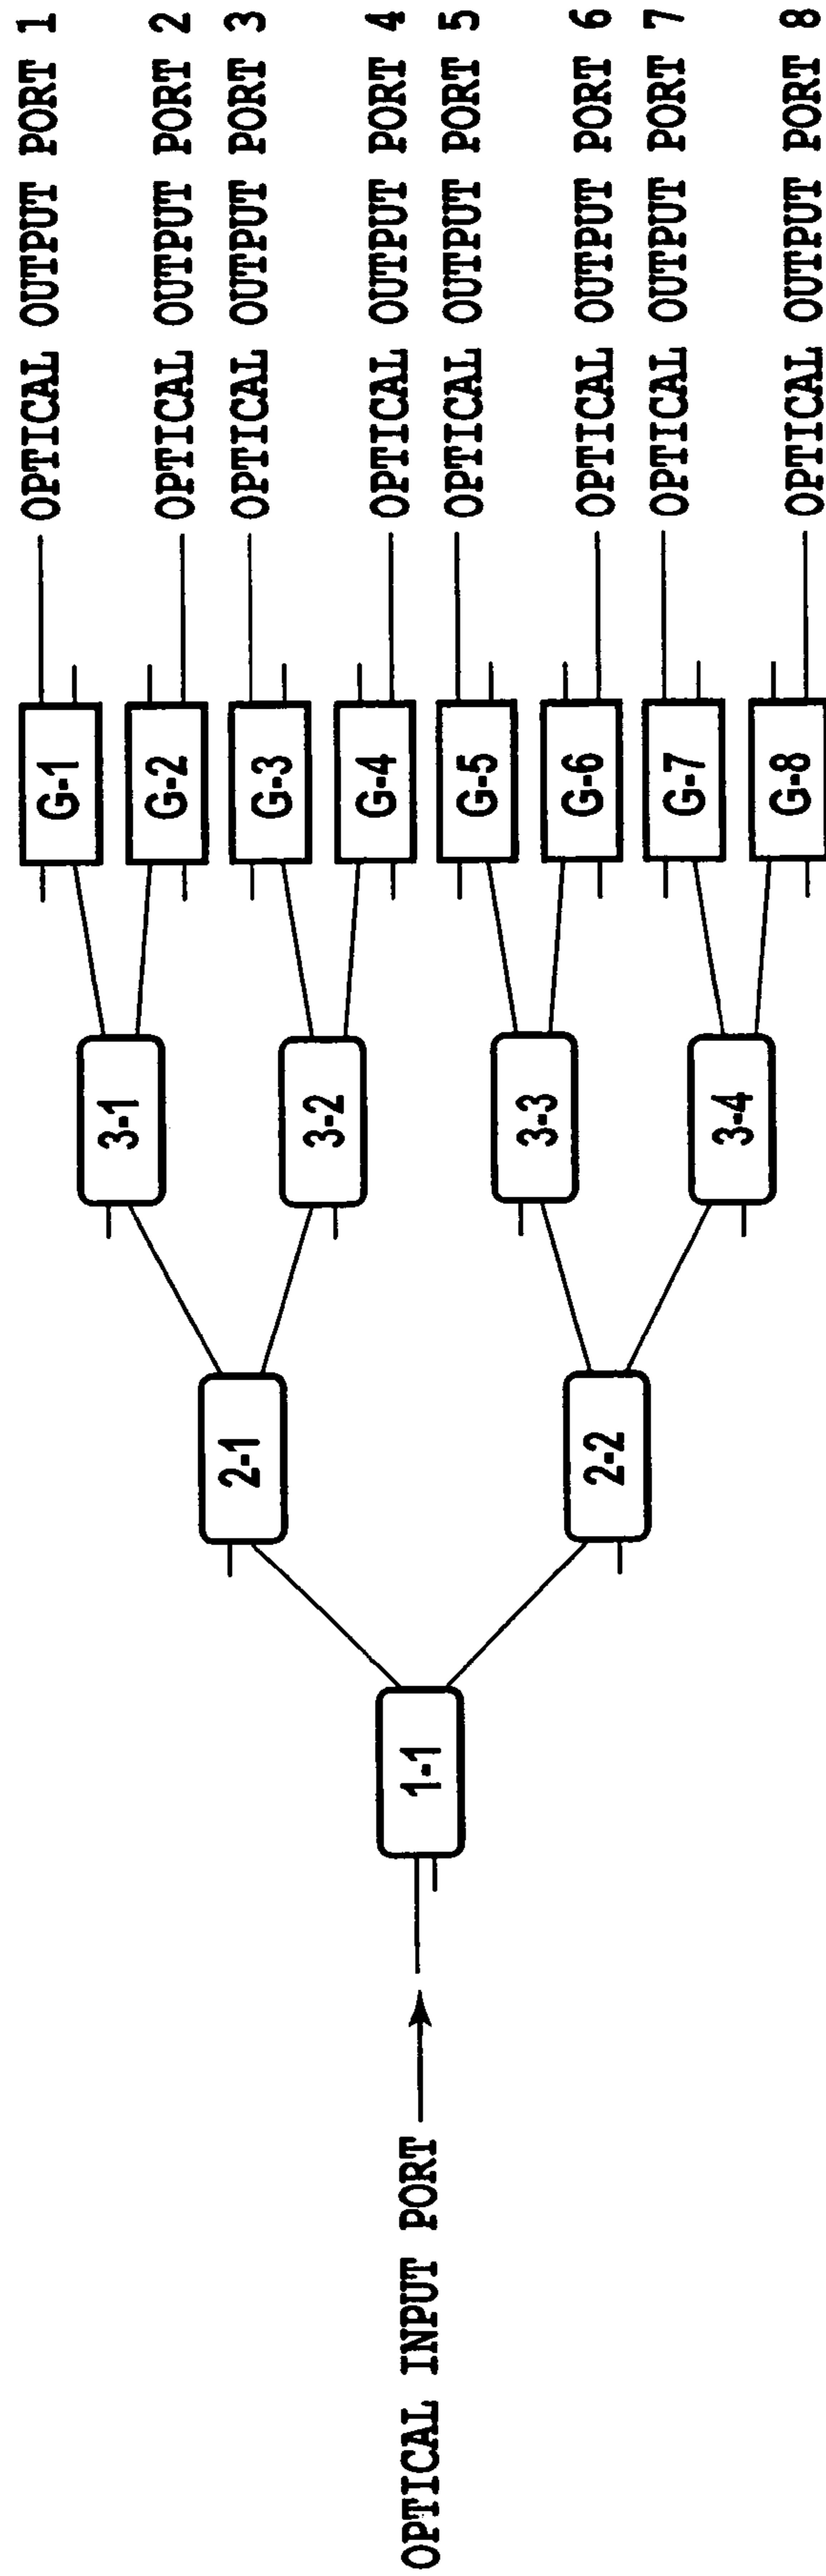 OPTICAL INPUT PORT
1-1
2-1
2-2
3-1
3-2
3-3
3-4
G-1
G-2
G-3
G-4
G-5
G-6
G-7
G-8
OPTICAL OUTPUT PORT 1
OPTICAL OUTPUT PORT 2
OPTICAL OUTPUT PORT 3
OPTICAL OUTPUT PORT 4
OPTICAL OUTPUT PORT 5
OPTICAL OUTPUT PORT 6
OPTICAL OUTPUT PORT 7
OPTICAL OUTPUT PORT 8